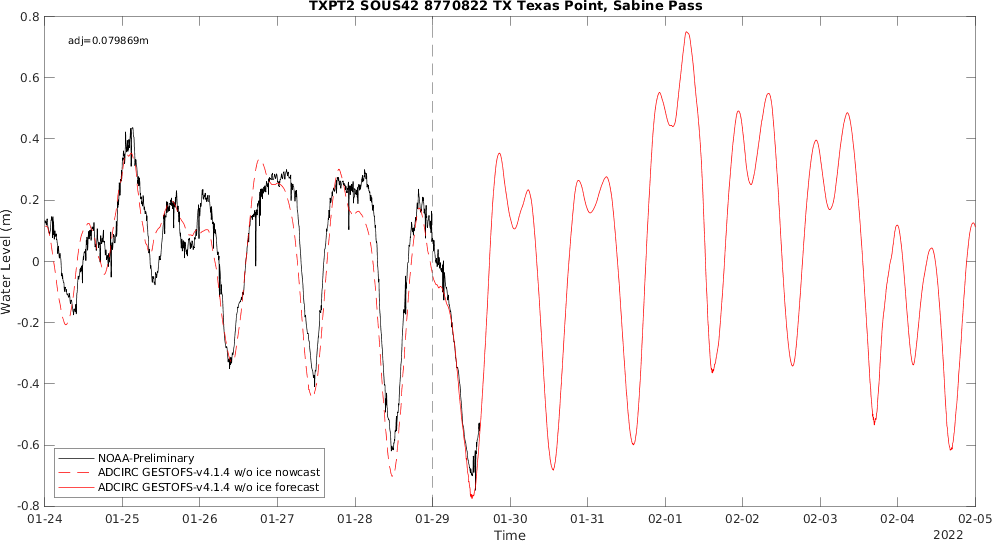 TXPT2 SOUS42 8770822 TX Texas Point, Sabine Pass
adj=0.079869m
0.8
0.6
0.4
0.2
0
-0.2
-0.4
-0.6
-0.8
Water Level (m)
NOAA-Preliminary
ADCIRC GESTOFS-v4.1.4 w/o ice nowcast
ADCIRC GESTOFS-v4.1.4 w/o ice forecast
01-24 01-25 01-26 01-27 01-28 01-29 01-30 01-31 02-01 02-02 02-03 02-04 02-05
Time
2022